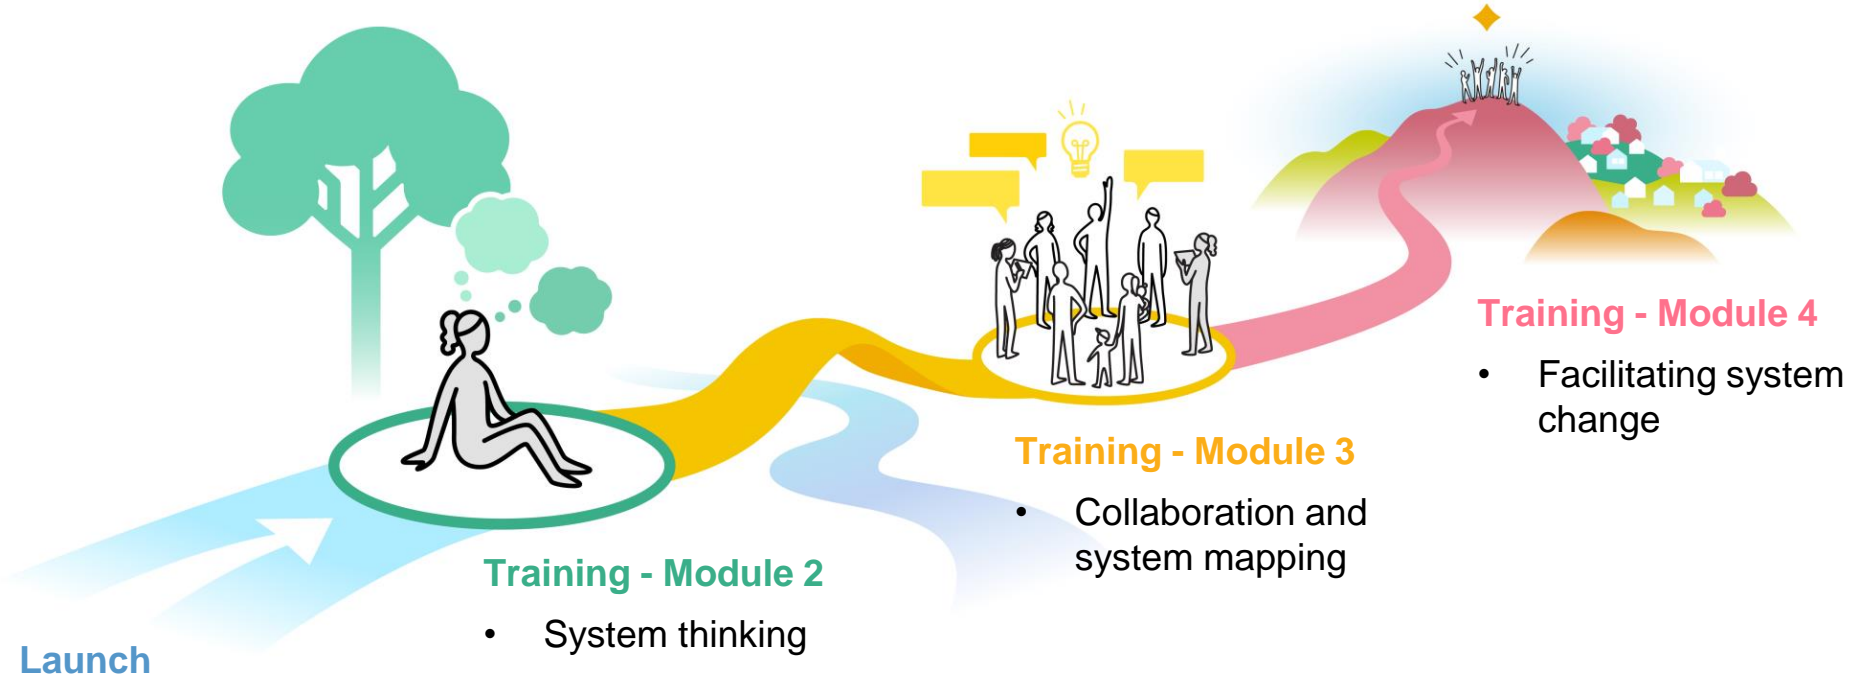 Launch
Training - Module 2
• System thinking
Training - Module 3
• Collaboration and
system mapping
Training - Module 4
• Facilitating system
change